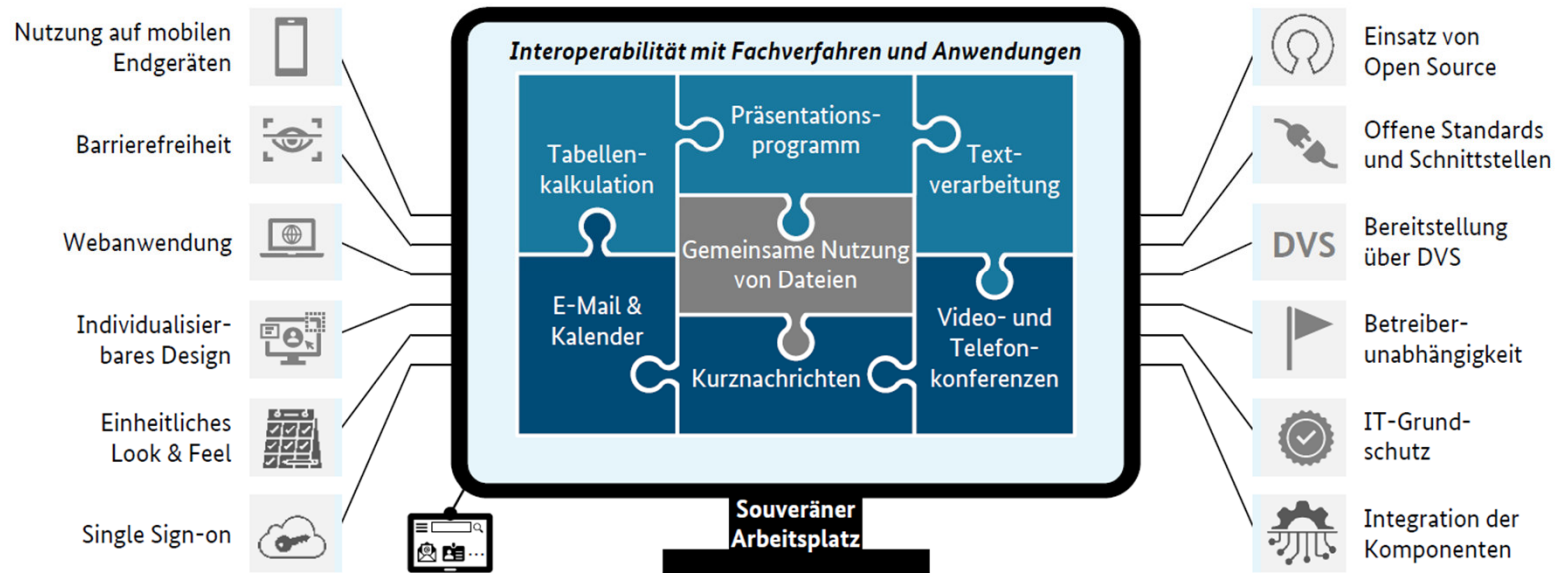 Nutzung auf mobilen
Endgeräten
Barrierefreiheit
Webanwendung
Individualisier-
bares Design
Einheitliches
Look & Feel
Single Sign-on
Interoperabilität mit Fachverfahren und Anwendungen
Tabellen-
kalkulation
Präsentations-
programm
Text-
verarbeitung
Gemeinsame Nutzung
von Dateien
E-Mail &
Kalender
Kurznachrichten
Video- und
Telefon-
konferenzen
Souveräner
Arbeitsplatz
Einsatz von
Open Source
Offene Standards
und Schnittstellen
DVS
Bereitstellung
über DVS
Betreiber-
unabhängigkeit
IT-Grund-
schutz
Integration der
Komponenten